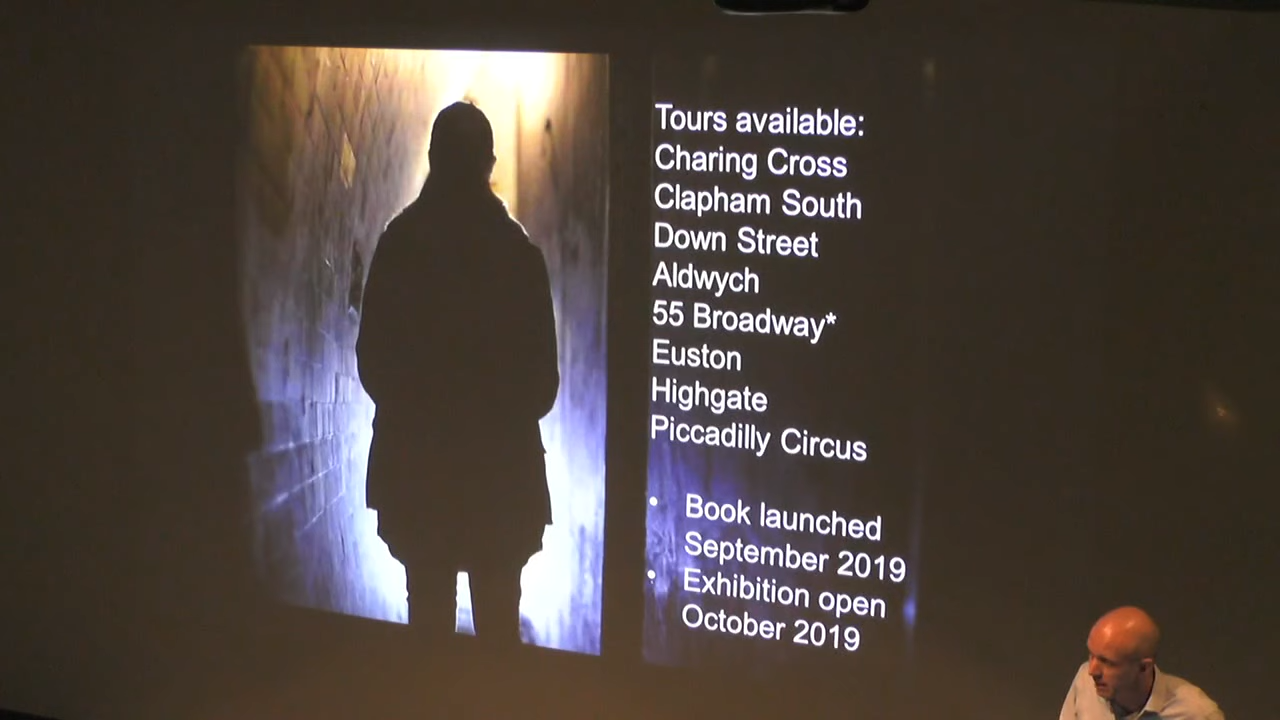 Tours available:
Charing Cross
Clapham South
Down Street
Aldwych
55 Broadway*
Euston
Highgate
Piccadilly Circus
• Book launched
September 2019
• Exhibition open
October 2019